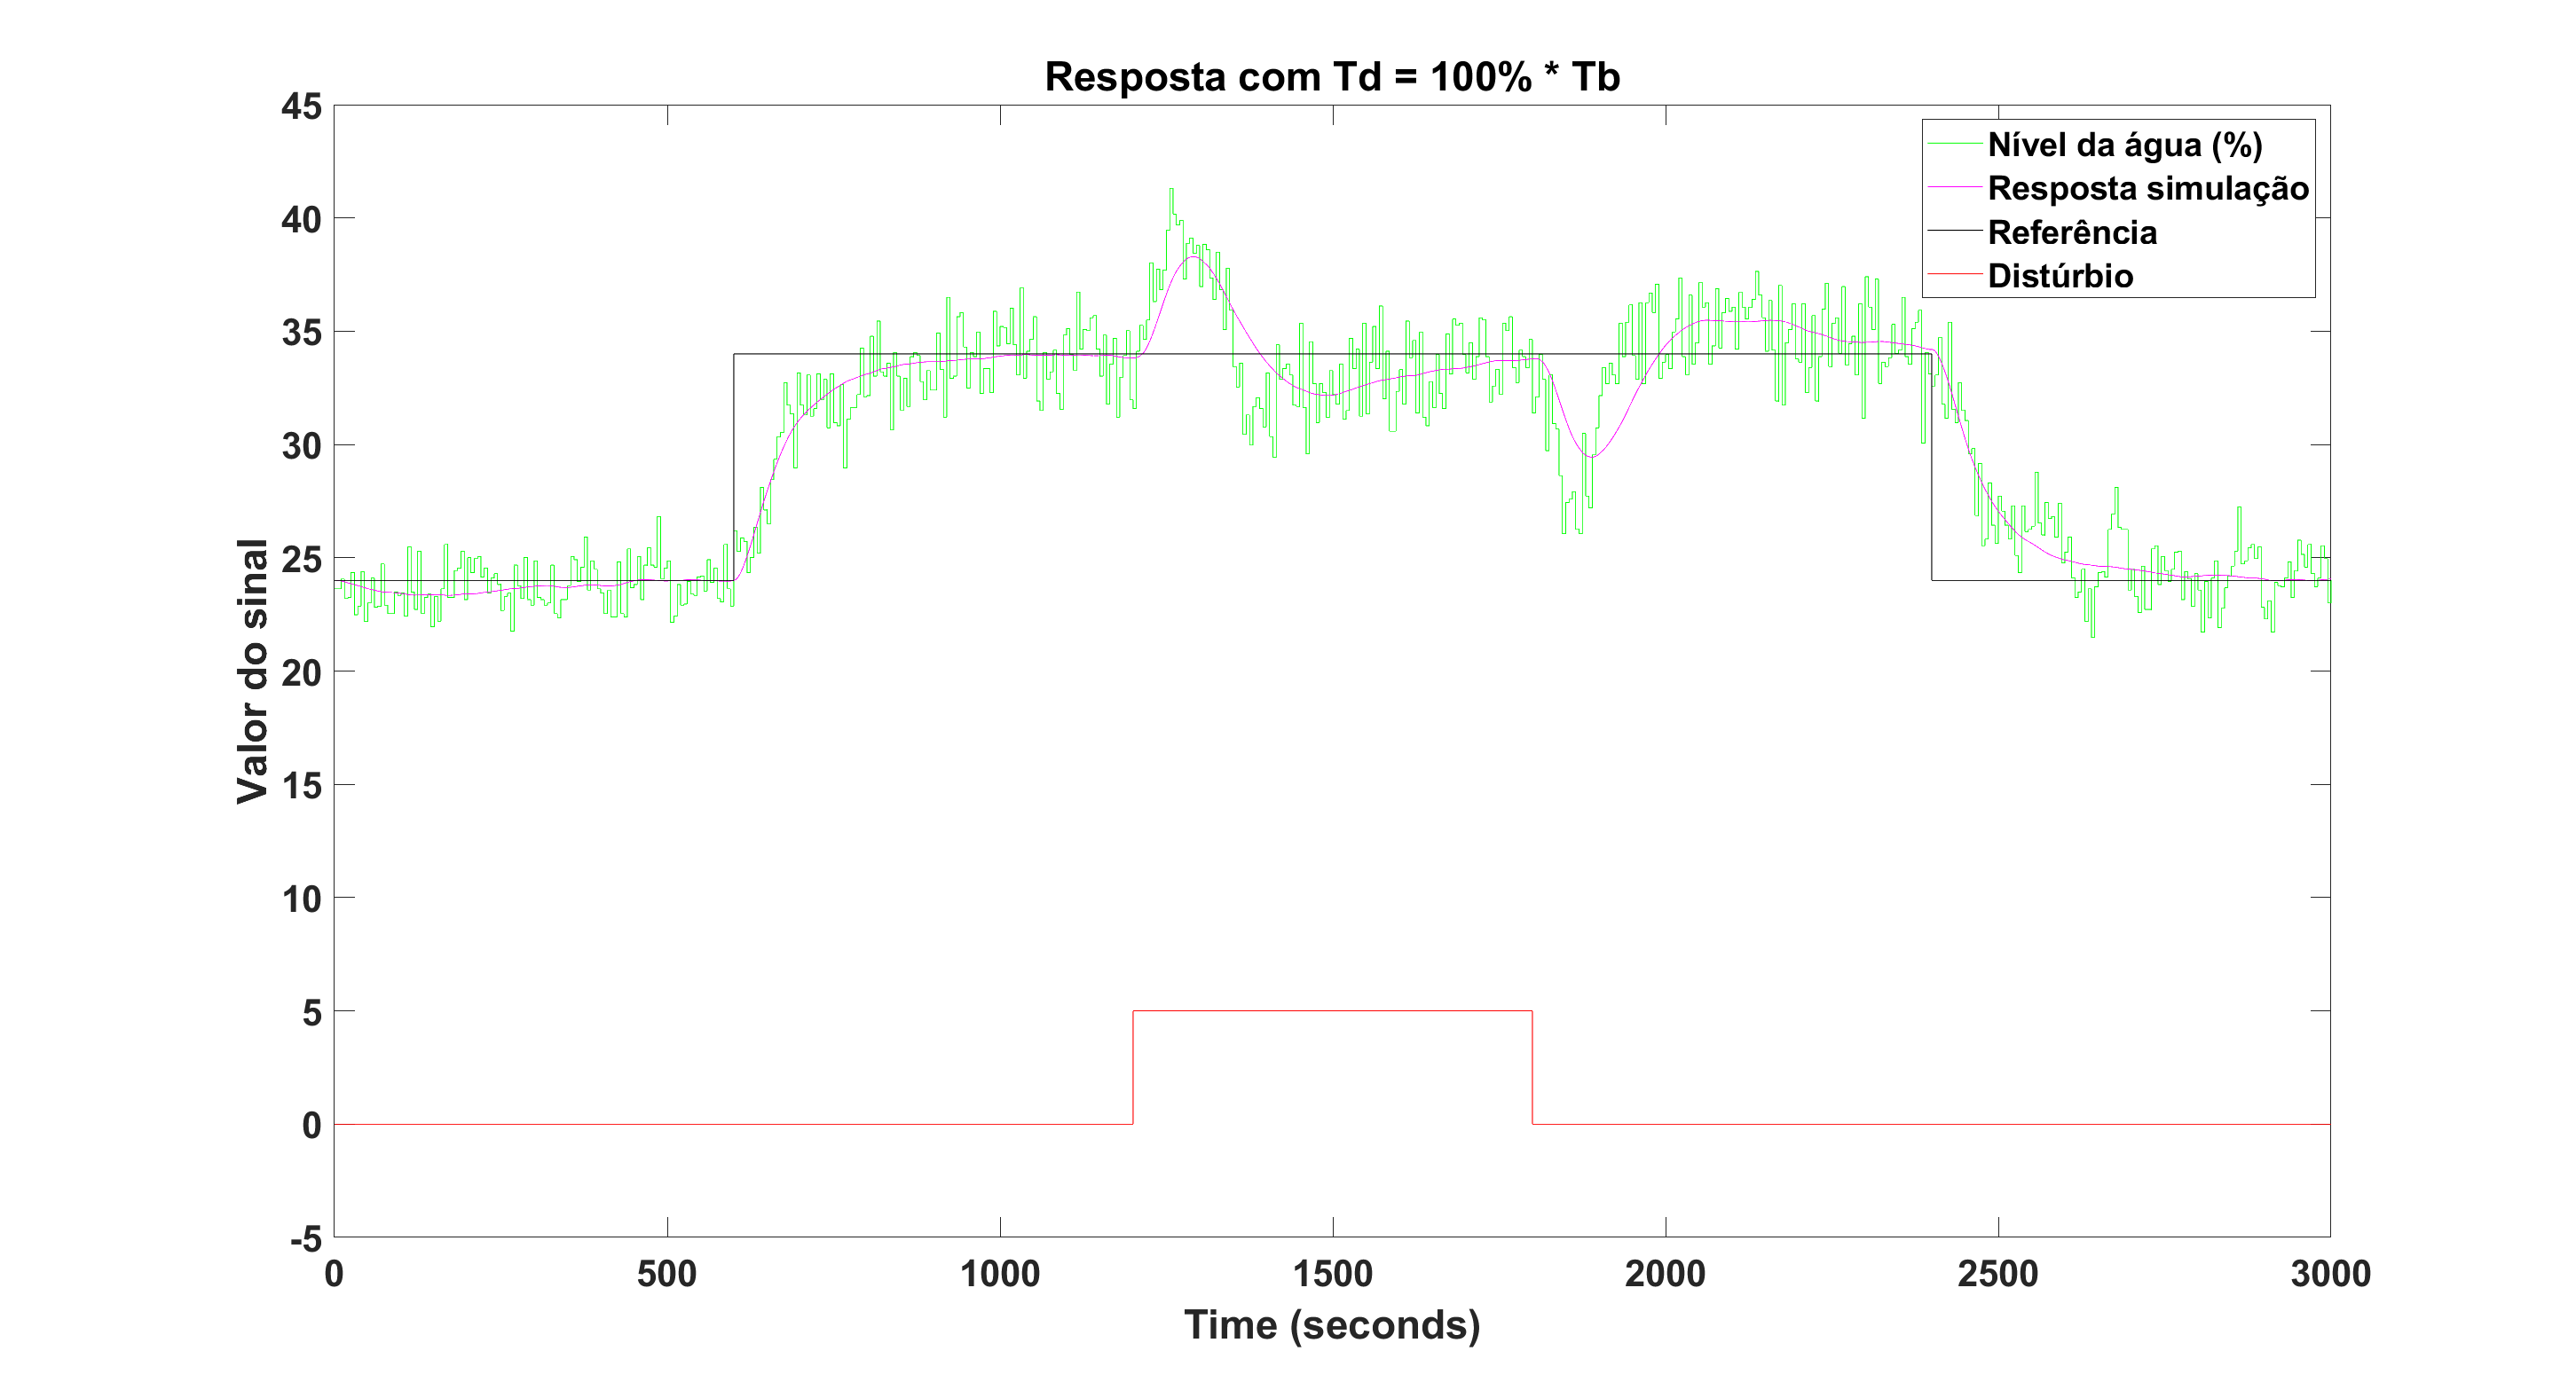 Resposta com Td = 100% * Tb
45
40
35
30
25
20
15
10
5
0
-5
Valor do sinal
Nível da água (%)
Resposta simulação
Referência
Distúrbio
0 500 1000 1500 2000 2500 3000
Time (seconds)